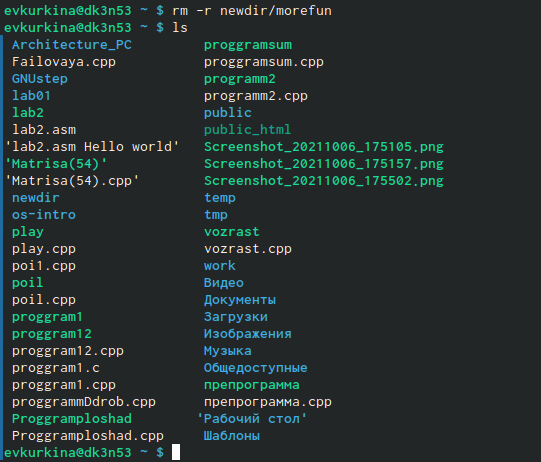 evkurkina@dk3n53 ~ $ rm -r newdir/morefun
evkurkina@dk3n53 ~ $ ls
Architecture_PC proggramsum
Failovaya.cpp proggramsum.cpp
GNUstep programm2
lab01 programm2.cpp
lab2 public
lab2.asm public_html
'lab2.asm Hello world' Screenshot_20211006_175105.png
'Matrisa(54)' Screenshot_20211006_175157.png
'Matrisa(54).cpp' Screenshot_20211006_175502.png
newdir temp
os-intro tmp
play vozrast
play.cpp vozrast.cpp
poi1.cpp work
poil Видео
poil.cpp Документы
proggram1 Загрузки
proggram12 Изображения
proggram12.cpp Музыка
proggram1.c Общедоступные
proggram1.cpp препрограмма
proggrammDdrob.cpp препрограмма.cpp
Proggramploshad 'Рабочий стол'
Proggramploshad.cpp Шаблоны
evkurkina@dk3n53 ~ $